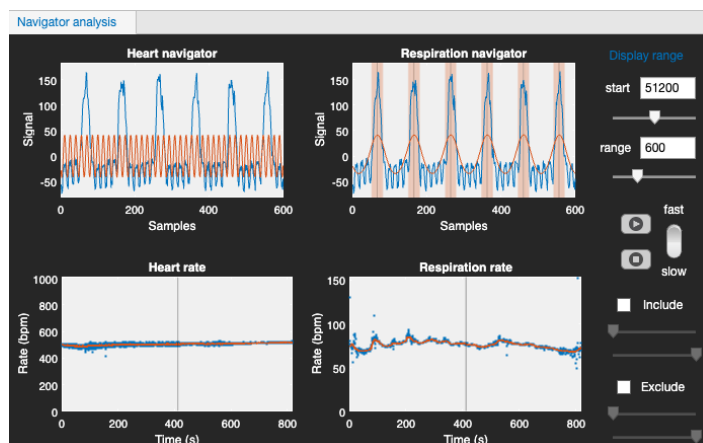 Navigator analysis
Heart navigator
Signal
150
100
50
0
-50
0
200
400
600
Samples
Respiration navigator
Signal
150
100
50
0
-50
0
200
400
600
Samples
Display range
start 51200
range 600
fast
slow
Heart rate
Rate (bpm)
1000
800
600
400
200
0
0
200
400
600
800
Time (s)
Respiration rate
Rate (bpm)
150
100
50
0
0
200
400
600
800
Time (s)
Include
Exclude